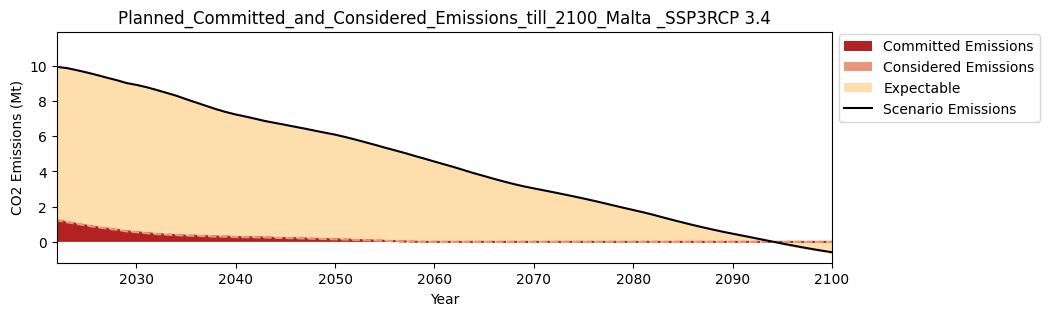 Planned_Committed_and_Considered_Emissions_till_2100_Malta _SSP3RCP 3.4
Committed Emissions
Considered Emissions
Expectable
Scenario Emissions
CO2 Emissions (Mt)
10
8
6
4
2
0
2030 2040 2050 2060 2070 2080 2090 2100
Year